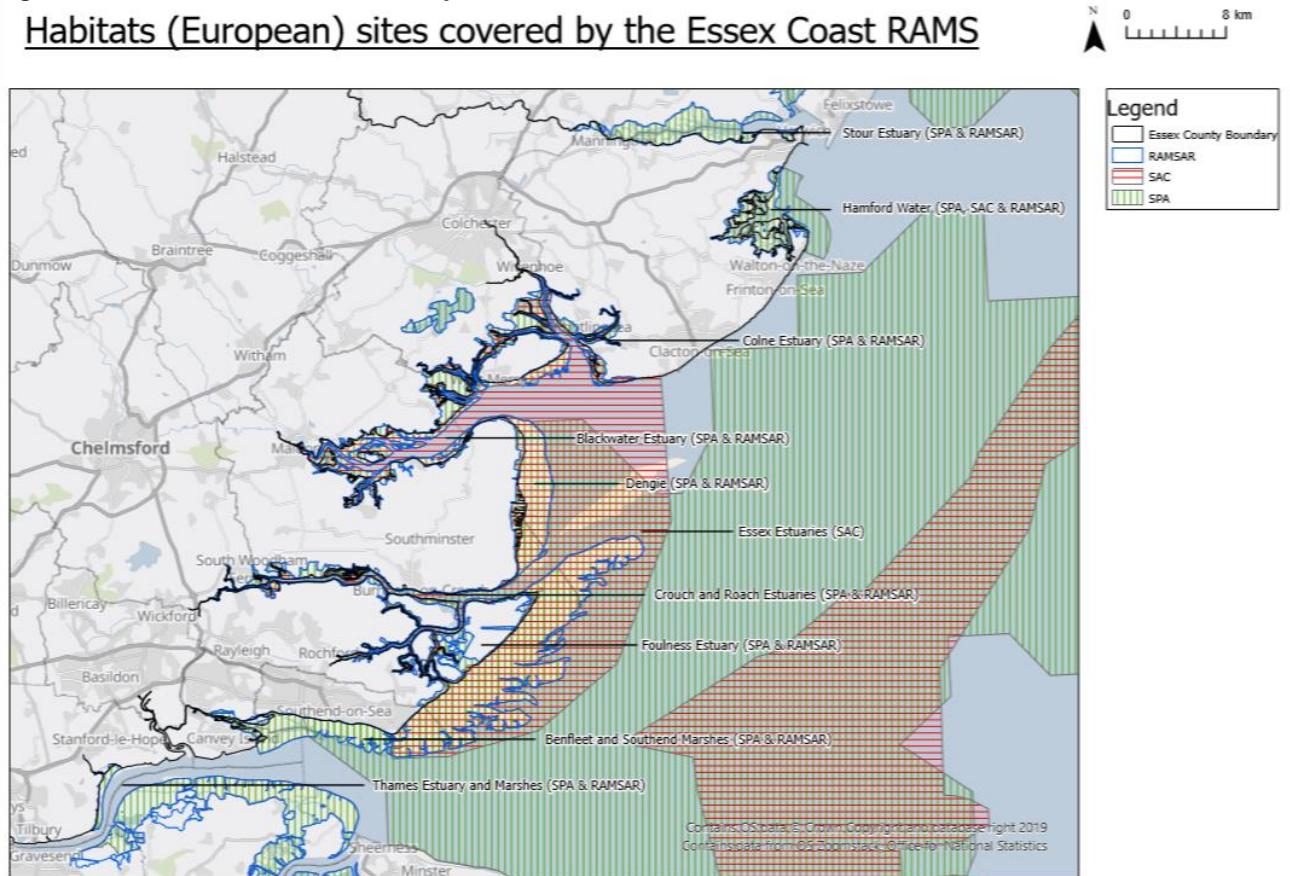 Habitats (European) sites covered by the Essex Coast RAMS
N
0 8 km
Legend
Essex County Boundary
RAMSAR
SAC
SPA
Felixstowe
Stour Estuary (SPA & RAMSAR)
Halstead
Hamford Water (SPA, SAC & RAMSAR)
Colchester
Braintree
Coggeshall
Dunmow
Wivenhoe
Walton-on-the-Naze
Frinton-on-Sea
Colne Estuary (SPA & RAMSAR)
Clacton-on-Sea
Witham
Blackwater Estuary (SPA & RAMSAR)
Chelmsford
Dengie (SPA & RAMSAR)
Essex Estuaries (SAC)
Southminster
South Woodham
Crouch and Roach Estuaries (SPA & RAMSAR)
Billericay
Wickford
Foulness Estuary (SPA & RAMSAR)
Rayleigh
Rochford
Basildon
Southend-on-Sea
Stanford-le-Hope
Canvey Island
Benfleet and Southend Marshes (SPA & RAMSAR)
Thames Estuary and Marshes (SPA & RAMSAR)
Tilbury
Gravesend
Sheerness
Minster
Contains OS data © Crown Copyright and database right 2019
Contains data from OS Zoomstack. Office for National Statistics